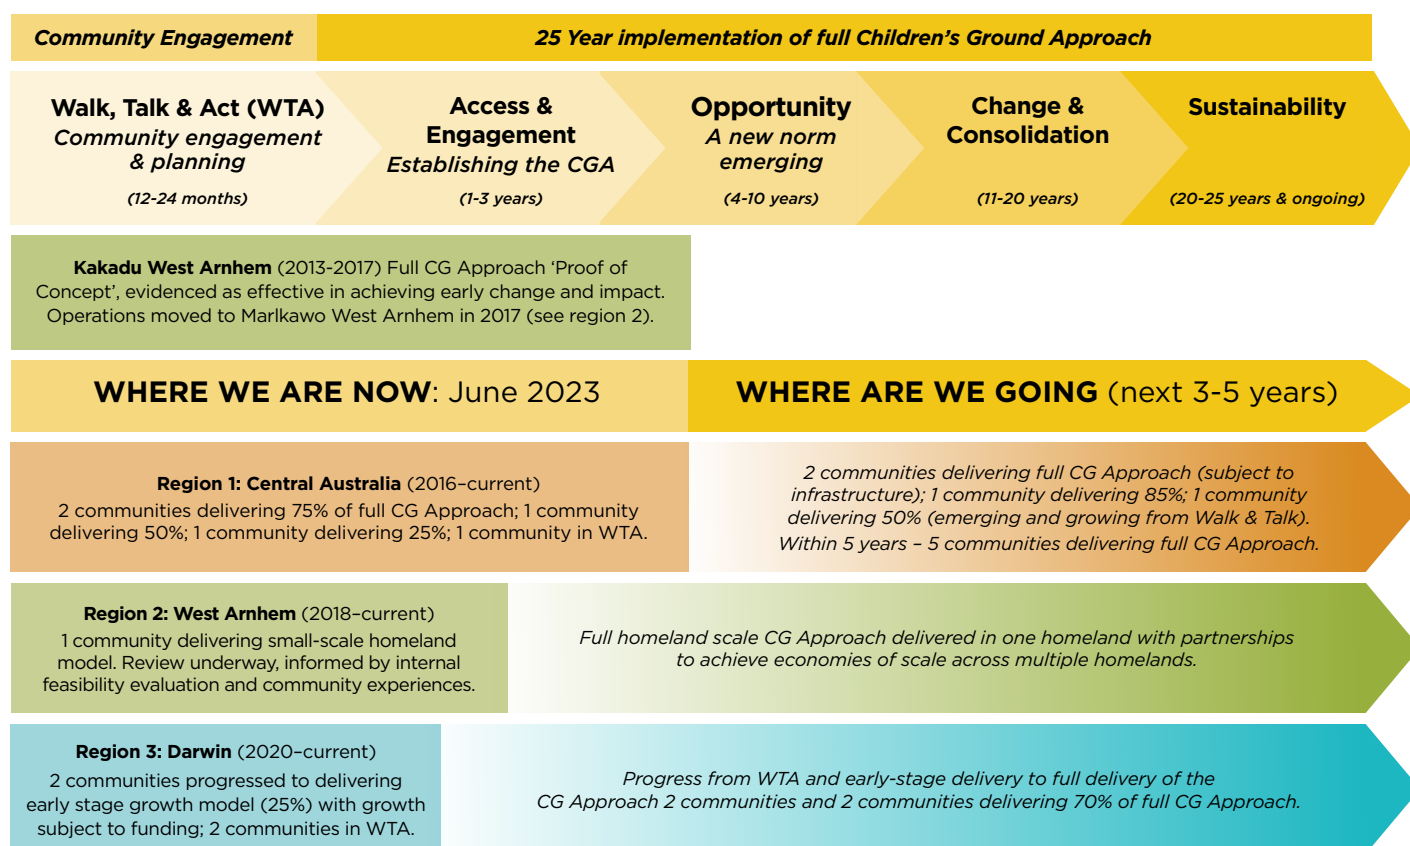 Community Engagement
25 Year implementation of full Children's Ground Approach
Walk, Talk & Act (WTA)
Community engagement
& planning
(12-24 months)
Access &
Engagement
Establishing the CGA
(1-3 years)
Opportunity
A new norm
emerging
(4-10 years)
Change &
Consolidation
(11-20 years)
Sustainability
(20-25 years & ongoing)
Kakadu West Arnhem (2013-2017) Full CG Approach ‘Proof of
Concept’, evidenced as effective in achieving early change and impact.
Operations moved to Marlkawo West Arnhem in 2017 (see region 2).
WHERE WE ARE NOW: June 2023
WHERE ARE WE GOING (next 3-5 years)
Region 1: Central Australia (2016–current)
2 communities delivering 75% of full CG Approach; 1 community
delivering 50%; 1 community delivering 25%; 1 community in WTA.
2 communities delivering full CG Approach (subject to
infrastructure); 1 community delivering 85%; 1 community
delivering 50% (emerging and growing from Walk & Talk).
Within 5 years – 5 communities delivering full CG Approach.
Region 2: West Arnhem (2018–current)
1 community delivering small-scale homeland
model. Review underway, informed by internal
feasibility evaluation and community experiences.
Full homeland scale CG Approach delivered in one homeland with partnerships
to achieve economies of scale across multiple homelands.
Region 3: Darwin (2020–current)
2 communities progressed to delivering
early stage growth model (25%) with growth
subject to funding; 2 communities in WTA.
Progress from WTA and early-stage delivery to full delivery of the
CG Approach 2 communities and 2 communities delivering 70% of full CG Approach.